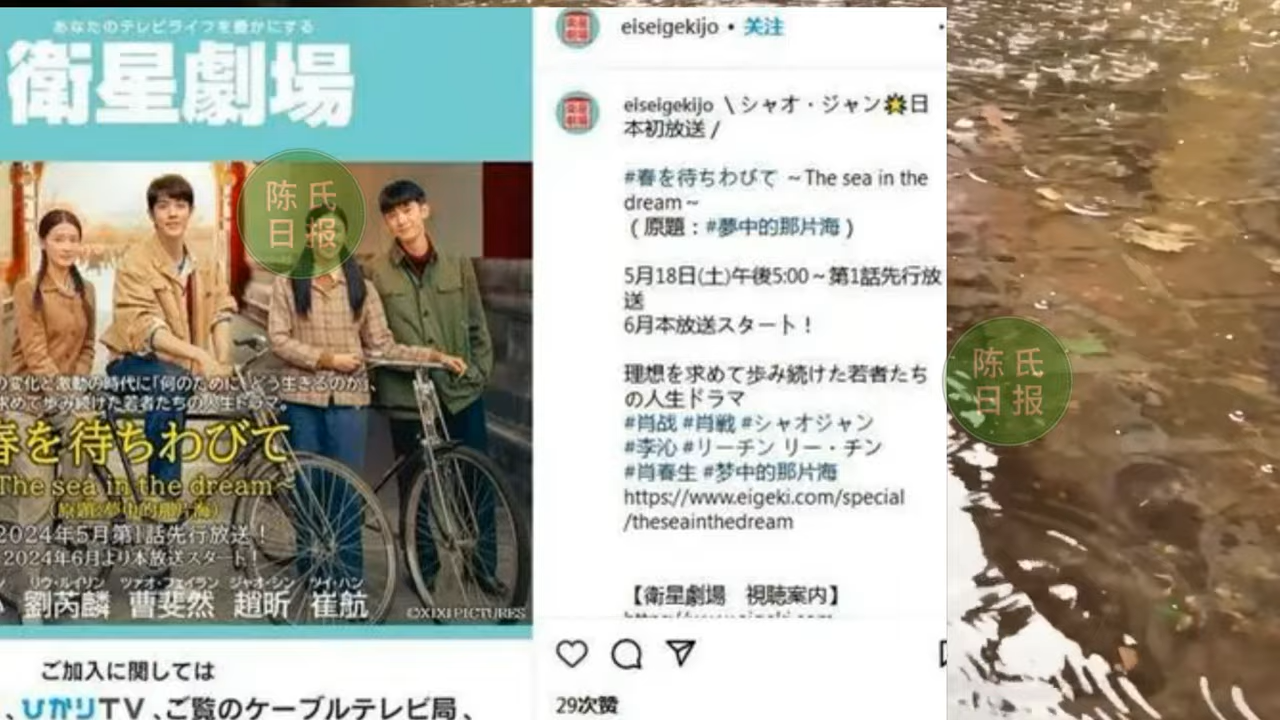 あなたのテレビライフを豊かにする
衛星劇場
陈氏
日报
の変化と激動の時代に「何のために、どう生きるのか」、
求めて歩み続けた若者たちの人生ドラマ。
春を待ちわびて
The sea in the dream~
(原題:夢中的那片海)
2024年5月第1話先行放送!
2024年6月より本放送スタート!
リウ・ルイリン ツァオ・フェイラン ジャオ・シン ツイ・ハン
劉芮麟 曹斐然 趙昕 崔航
©XIXI PICTURES
ご加入に関しては
、ひかりTV、ご覧のケーブルテレビ局、
eiseigekijo • 关注
eiseigekijo \シャオ・ジャン🌟日
本初放送 /
#春を待ちわびて ~The sea in the
dream~
(原題:#夢中的那片海)
5月18日(土)午後5:00~第1話先行放
送
6月本放送スタート!
理想を求めて歩み続けた若者たち
の人生ドラマ
#肖战 #肖戦 #シャオジャン
#李沁 #リーチン リー・チン
#肖春生 #梦中的那片海
https://www.eigeki.com/special
/theseainthedream
【衛星劇場 視聴案内】
29次赞
陈氏
日报